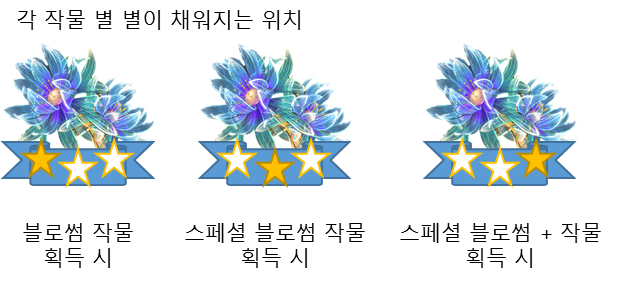 각 작물 별 별이 채워지는 위치
블로썸 작물
획득 시
스페셜 블로썸 작물
획득 시
스페셜 블로썸 + 작물
획득 시